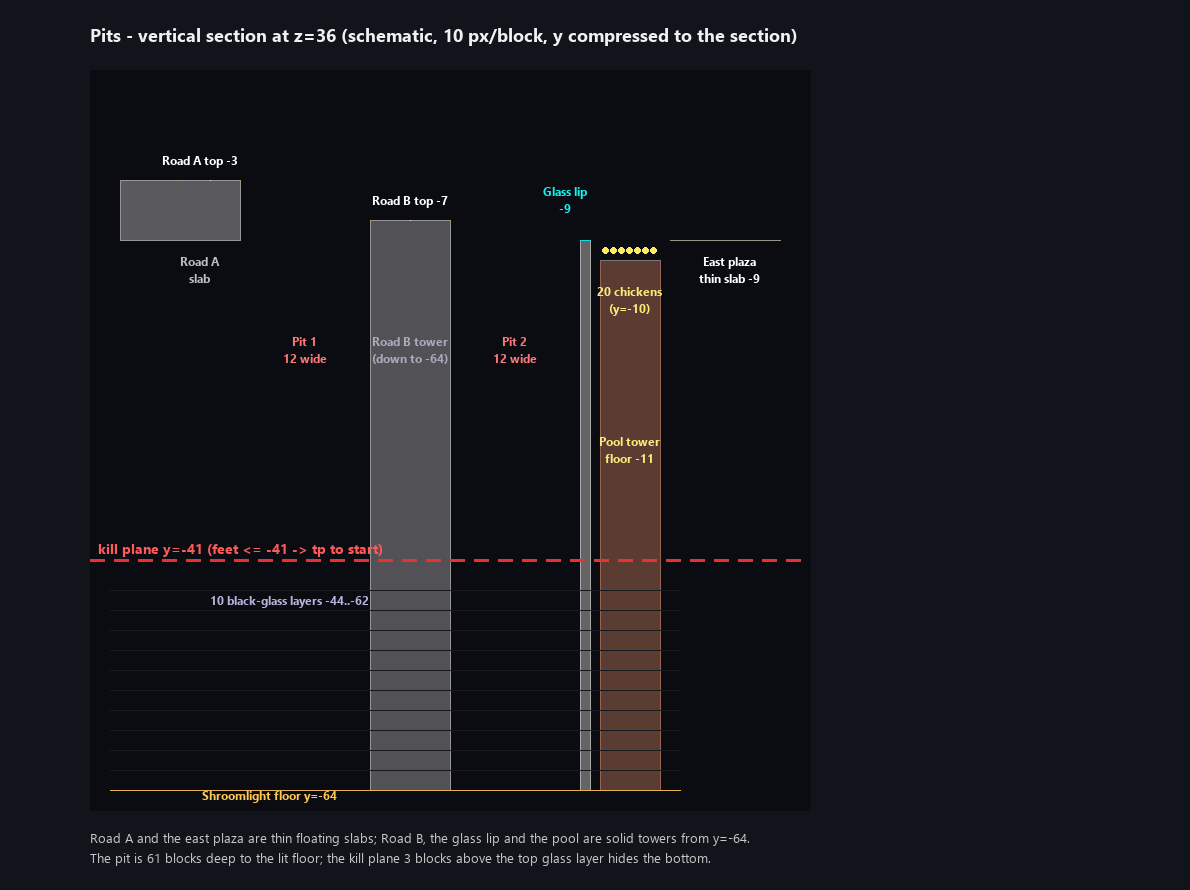 Pits - vertical section at z=36 (schematic, 10 px/block, y compressed to the section)
Road A top -3
Glass lip
-9
Road B top -7
Road A
slab
East plaza
thin slab -9
20 chickens
(y=-10)
Pit 1
12 wide
Road B tower
(down to -64)
Pit 2
12 wide
Pool tower
floor -11
kill plane y=-41 (feet <= -41 -> tp to start)
10 black-glass layers -44..-62
Shroomlight floor y=-64
Road A and the east plaza are thin floating slabs; Road B, the glass lip and the pool are solid towers from y=-64.
The pit is 61 blocks deep to the lit floor; the kill plane 3 blocks above the top glass layer hides the bottom.